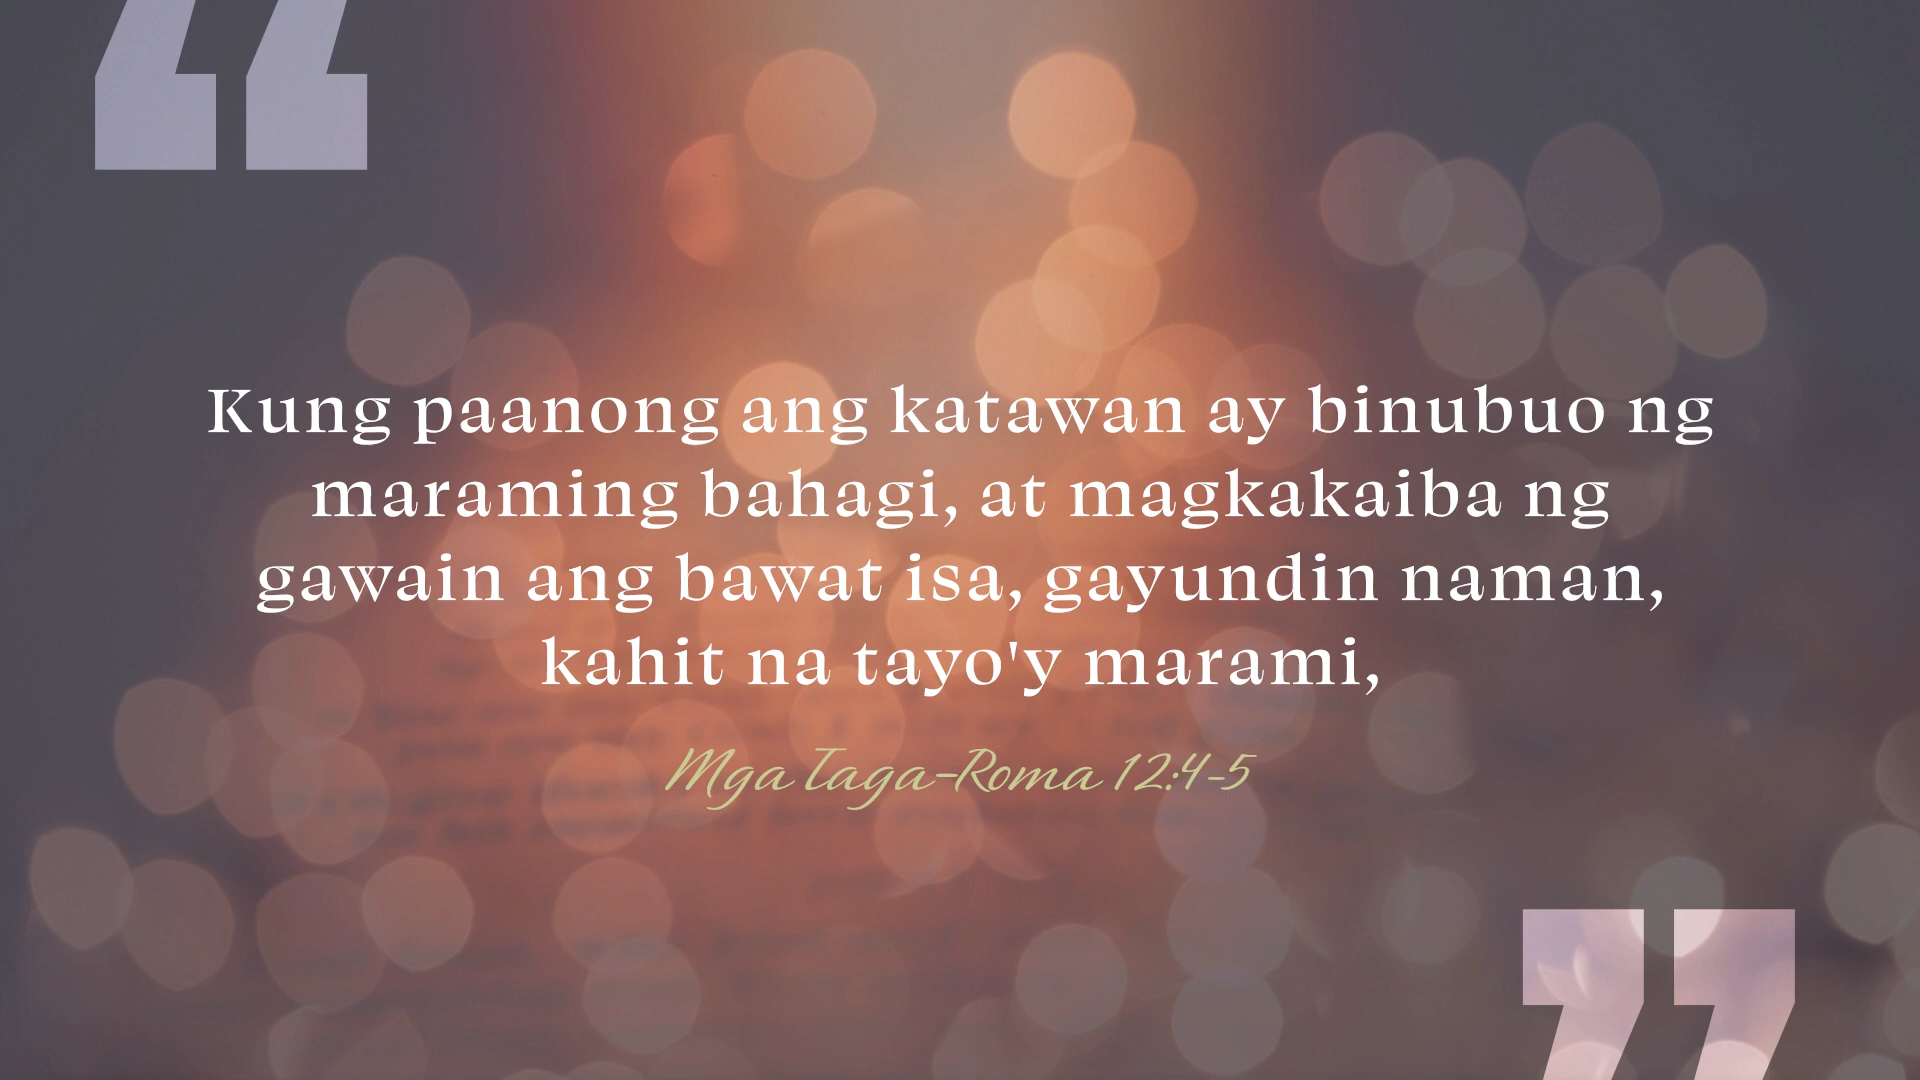 Kung paanong ang katawan ay binubuo ng
maraming bahagi, at magkakaiba ng
gawain ang bawat isa, gayundin naman,
kahit na tayo'y marami,
Mga Taga-Roma 12:4-5